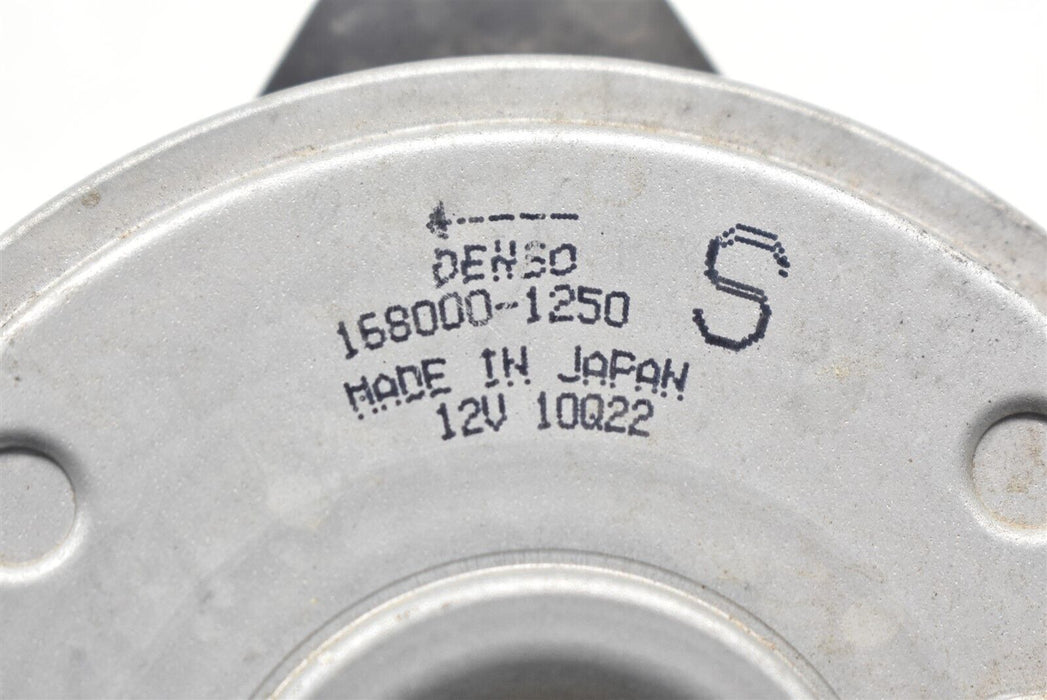 DENSO
168000-1250
MADE IN JAPAN
12V 10Q22
S